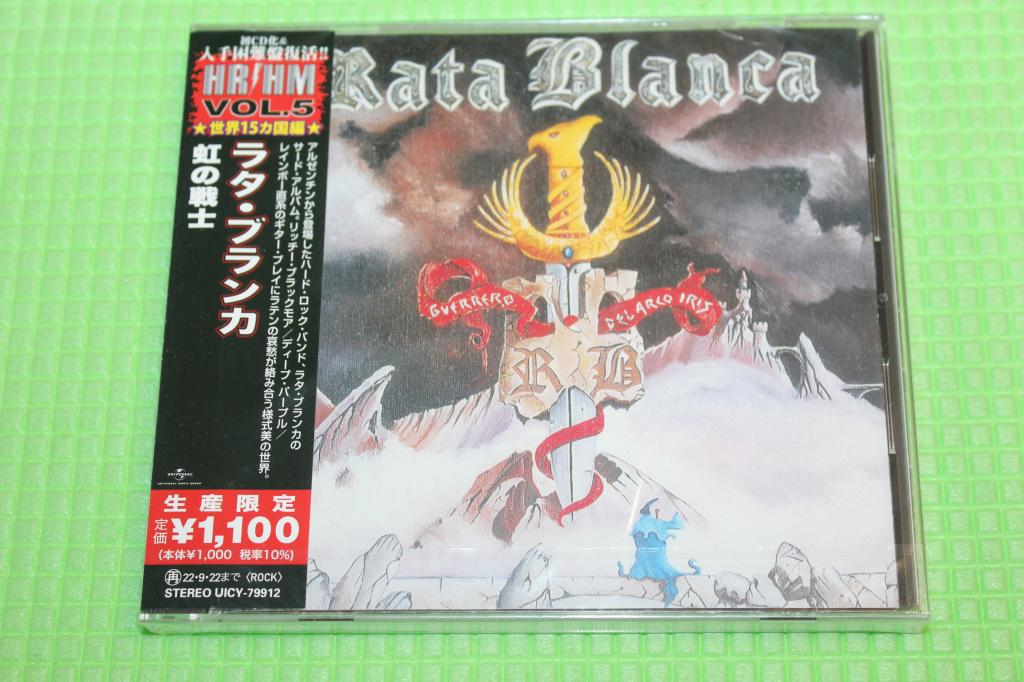 初CD化&
入手困難盤復活!!
HR/HM
VOL.5
★世界15カ国編★
ラタ・ブランカ
虹の戦士
アルゼンチンから登場したハード・ロック・バンド、ラタ・ブランカの
サード・アルバム。リッチー・ブラックモア/ディープ・パープル/
レインボー直系のギター・プレイにラテンの哀愁が絡み合う様式美の世界。
UNIVERSAL
UNIVERSAL MUSIC GROUP
生産限定
定価 ¥1,100
(本体¥1,000 税率10%)
再 22・9・22まで 〈ROCK〉
STEREO UICY-79912
Rata Blanca
GUERRERO
DEL ARCO IRIS
R B